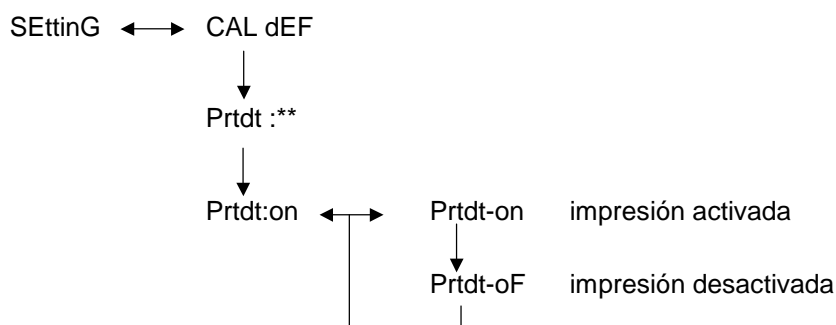 SEttinG CAL dEF
Prtdt :**
Prtdt:on Prtdt-on impresión activada
Prtdt-oF impresión desactivada